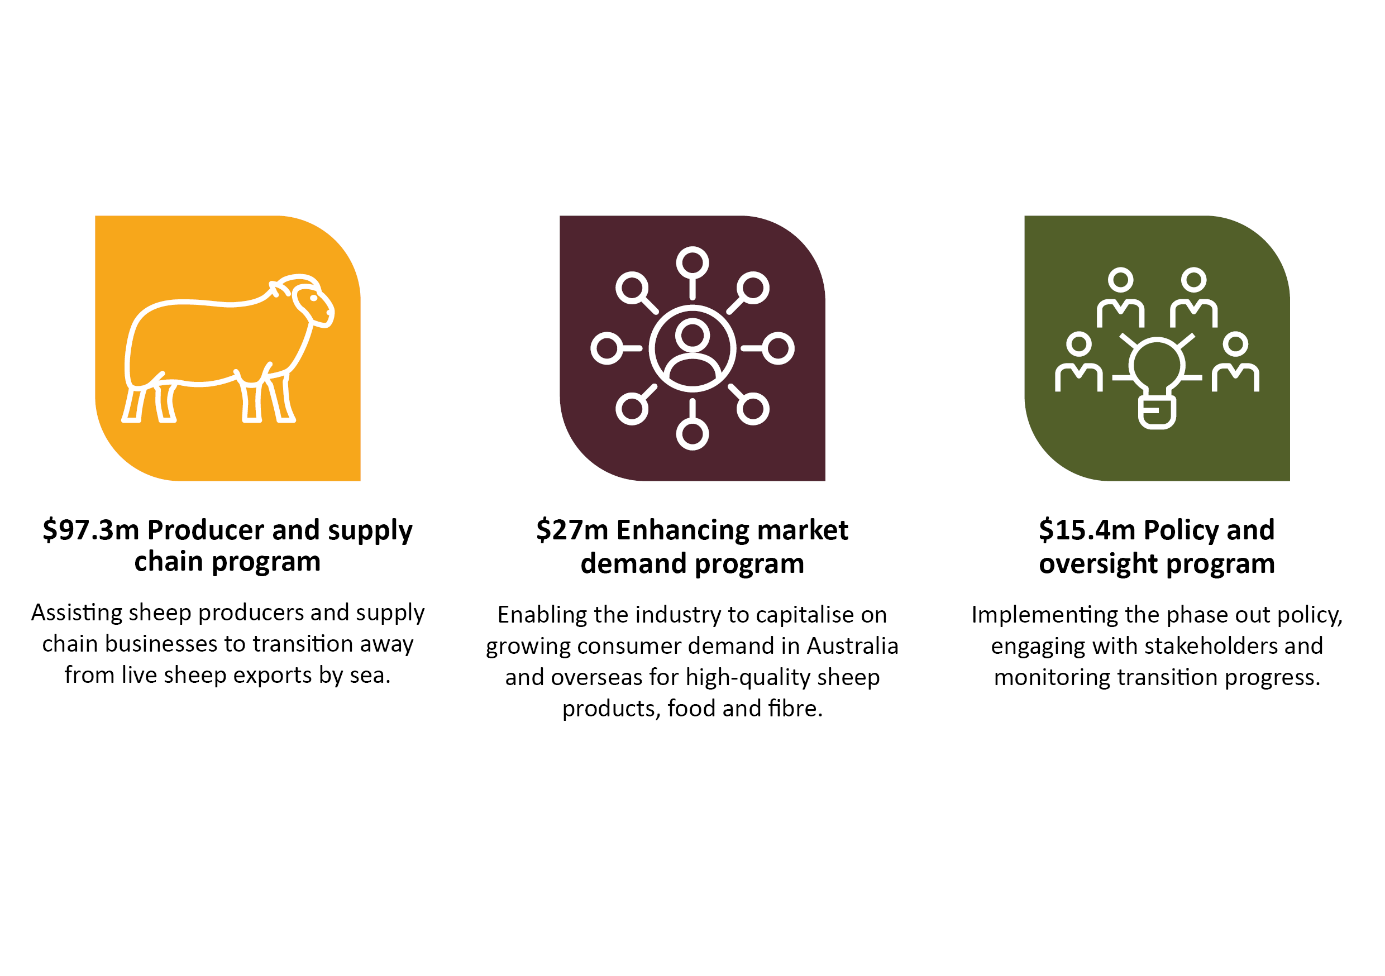 $97.3m Producer and supply
chain program
Assisting sheep producers and supply
chain businesses to transition away
from live sheep exports by sea.
$27m Enhancing market
demand program
Enabling the industry to capitalise on
growing consumer demand in Australia
and overseas for high-quality sheep
products, food and fibre.
$15.4m Policy and
oversight program
Implementing the phase out policy,
engaging with stakeholders and
monitoring transition progress.